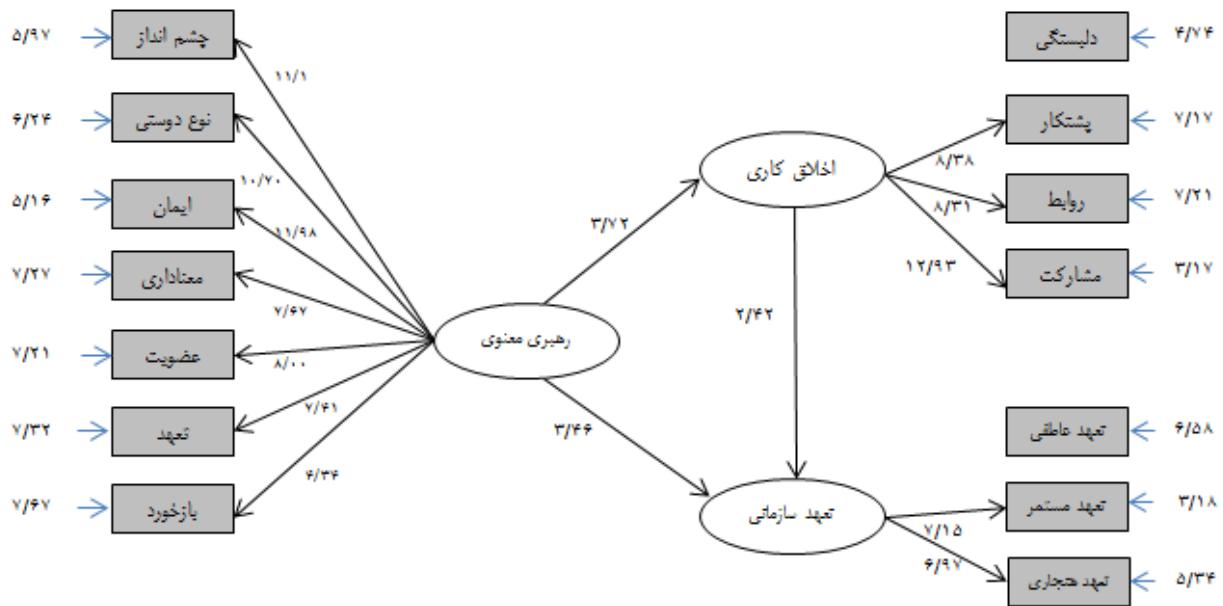 ۵/۹۷
چشم انداز
۱۱/۱
دلبستگی
۴/۷۴
۶/۲۴
نوع دوستی
۱۰/۷۰
پشتکار
۷/۱۷
۸/۳۸
اخلاق کاری
۵/۱۶
ایمان
۱۱/۹۸
روابط
۷/۲۱
۸/۳۱
۳/۷۲
۷/۲۷
معناداری
۷/۶۷
مشارکت
۳/۱۷
۱۲/۹۳
۲/۴۲
۷/۲۱
عضویت
۸/۰۰
رهبری معنوی
۷/۳۲
تعهد
۷/۴۱
۳/۴۶
تعهد عاطفی
۶/۵۸
۷/۶۷
بازخورد
۴/۳۴
تعهد سازمانی
تعهد مستمر
۳/۱۸
۷/۱۵
۶/۹۷
تعهد هنجاری
۵/۳۴